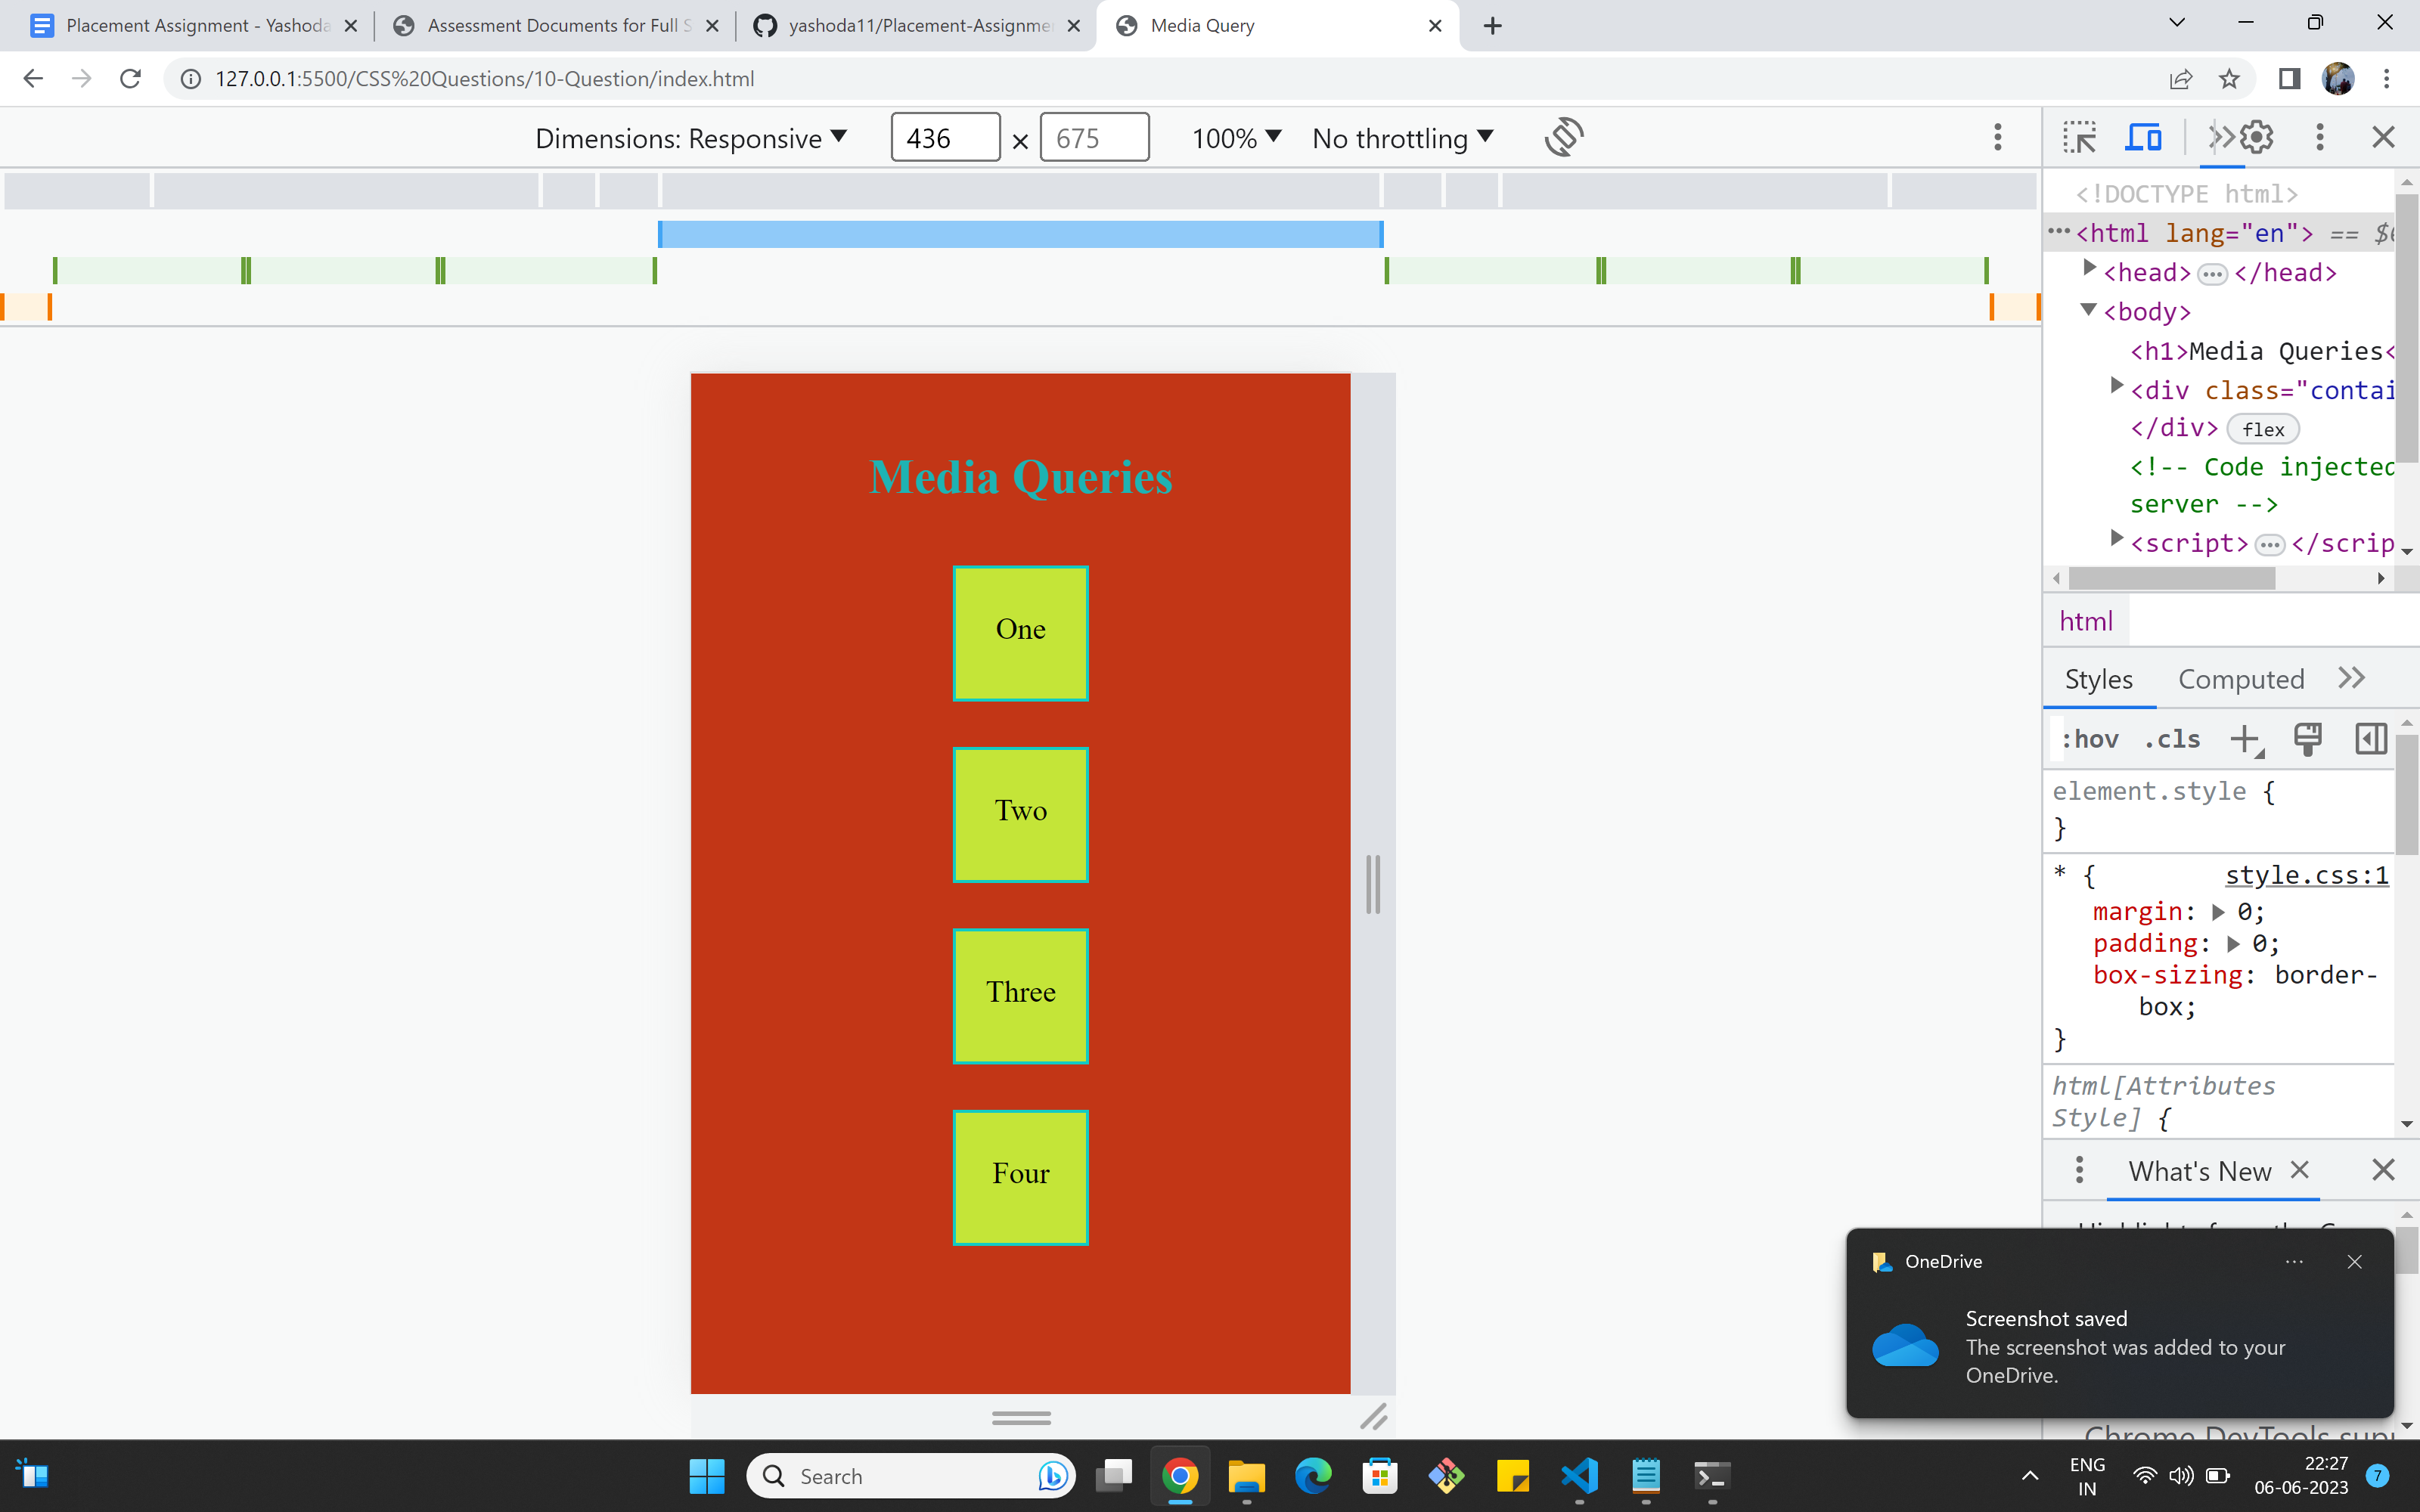 Placement Assignment - Yashoda
Assessment Documents for Full S
yashoda11/Placement-Assignme
Media Query
127.0.0.1:5500/CSS%20Questions/10-Question/index.html
Dimensions: Responsive
436
×
675
100%
No throttling
<!DOCTYPE html>
<html lang="en"> == $
<head>
</head>
<body>
<h1>Media Queries<
<div class="contai
</div>
flex
<!-- Code injected
server -->
<script>
</scrip
html
Styles
Computed
:hov
.cls
element.style {
}
* {
style.css:1
margin: 0;
padding: 0;
box-sizing: border-
box;
}
html[Attributes
Style] {
What's New
Media Queries
One
Two
Three
Four
OneDrive
Screenshot saved
The screenshot was added to your
OneDrive.
Chrome DevTools
Search
ENG
IN
22:27
06-06-2023
7